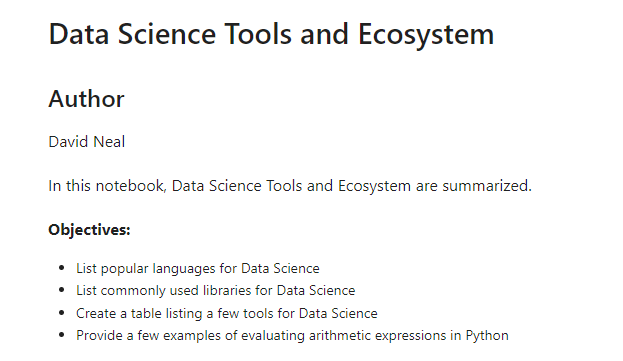 Data Science Tools and Ecosystem
Author
David Neal
In this notebook, Data Science Tools and Ecosystem are summarized.
Objectives:
• List popular languages for Data Science
• List commonly used libraries for Data Science
• Create a table listing a few tools for Data Science
• Provide a few examples of evaluating arithmetic expressions in Python